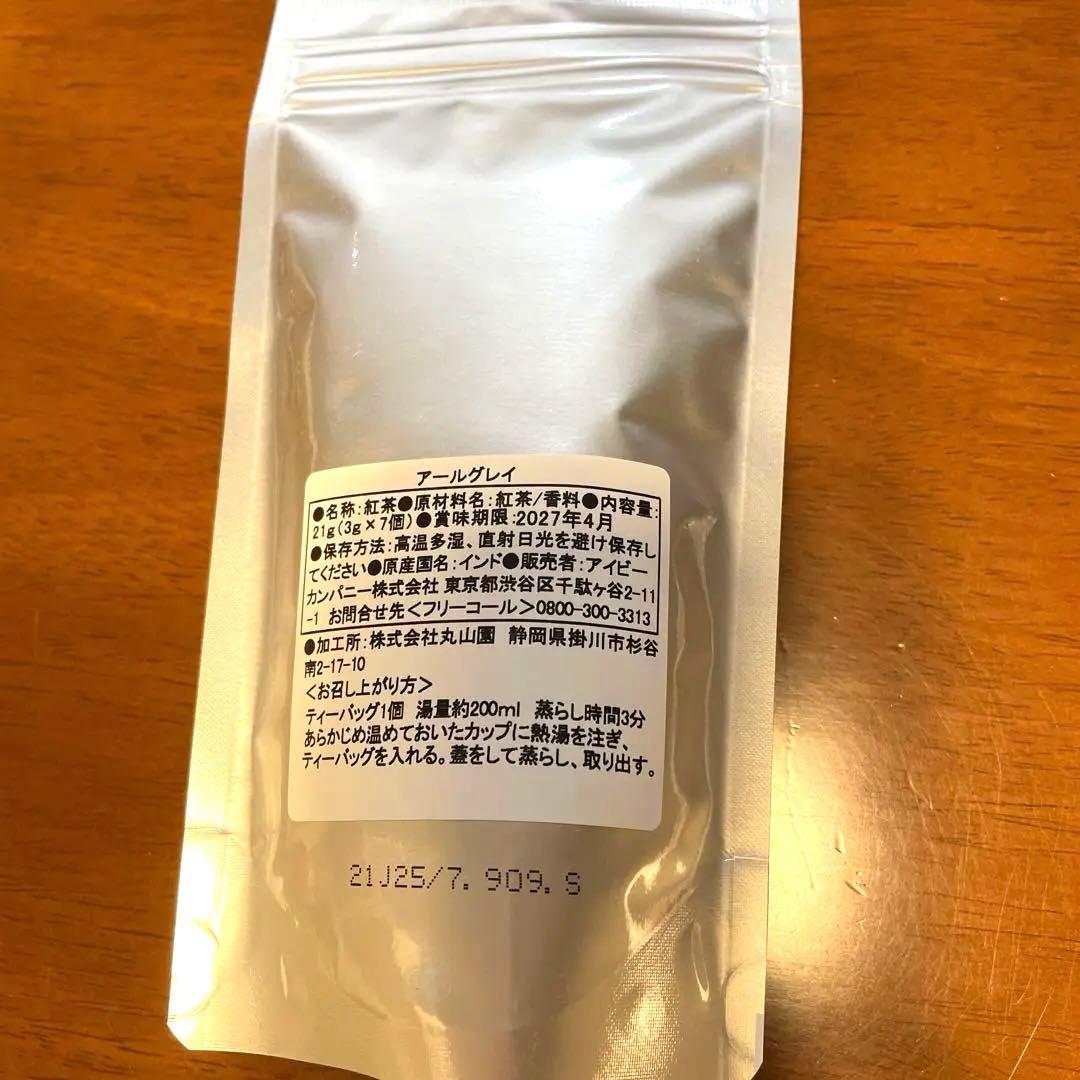 アールグレイ
●名称:紅茶●原材料名:紅茶/香料●内容量:
21g(3g×7個)●賞味期限:2027年4月
●保存方法:高温多湿、直射日光を避け保存し
てください●原産国名:インド●販売者:アイビー
カンパニー株式会社 東京都渋谷区千駄ヶ谷2-11
-1 お問合せ先<フリーコール>0800-300-3313
●加工所:株式会社丸山園 静岡県掛川市杉谷
南2-17-10
<お召し上がり方>
ティーバッグ1個 湯量約200ml 蒸らし時間3分
あらかじめ温めておいたカップに熱湯を注ぎ、
ティーバッグを入れる。蓋をして蒸らし、取り出す。
21J25/7. 909. S